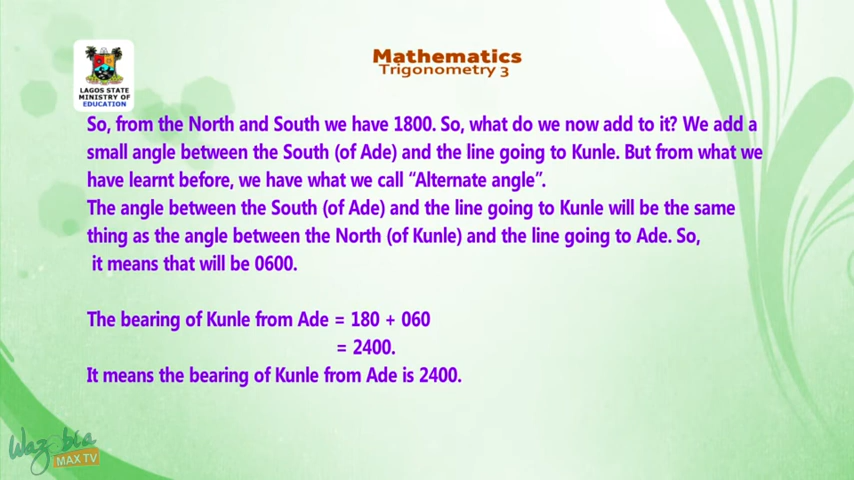 Mathematics
Trigonometry 3
LAGOS STATE
MINISTRY OF
EDUCATION
So, from the North and South we have 1800. So, what do we now add to it? We add a
small angle between the South (of Ade) and the line going to Kunle. But from what we
have learnt before, we have what we call “Alternate angle”.
The angle between the South (of Ade) and the line going to Kunle will be the same
thing as the angle between the North (of Kunle) and the line going to Ade. So,
it means that will be 0600.
The bearing of Kunle from Ade = 180 + 060
= 2400.
It means the bearing of Kunle from Ade is 2400.
Wazobia
MAX TV